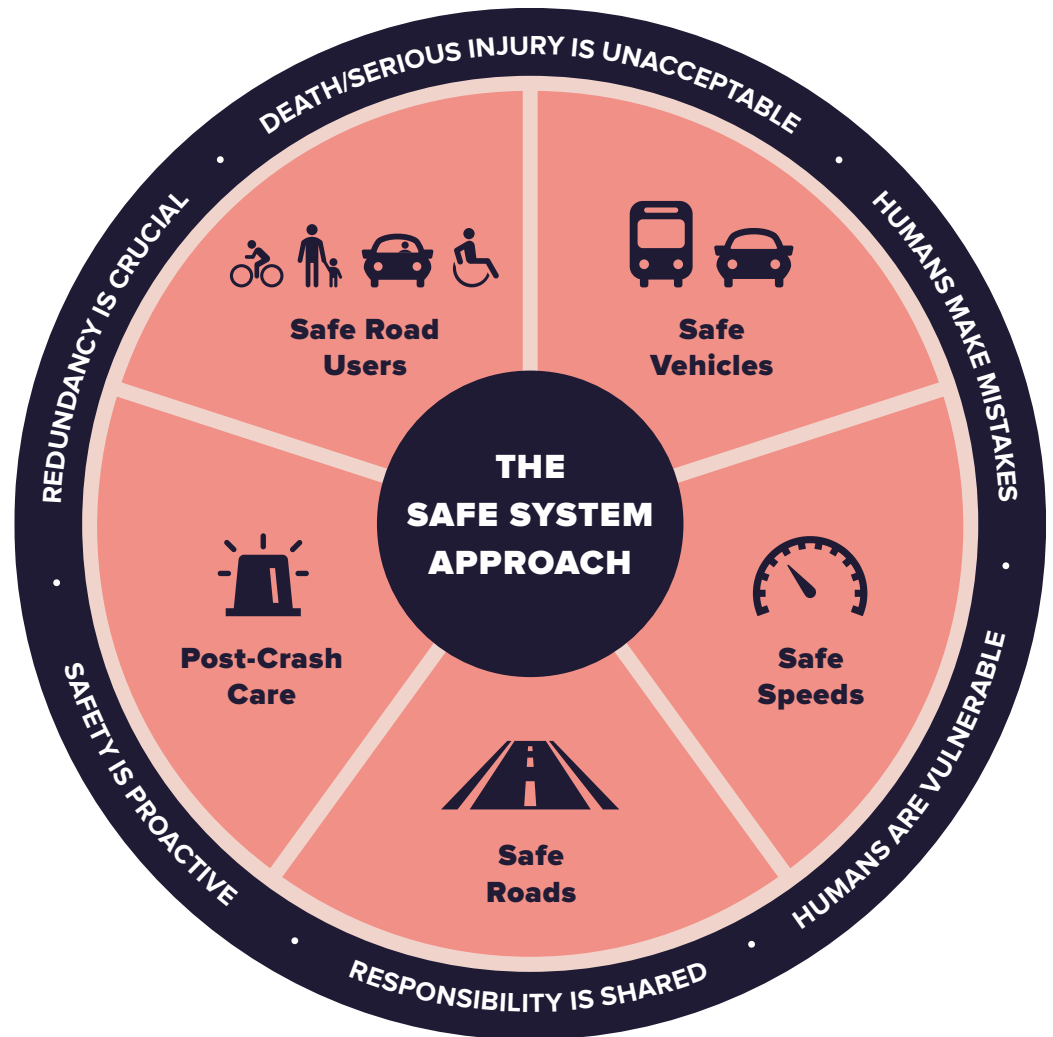 DEATH/SERIOUS INJURY IS UNACCEPTABLE
HUMANS MAKE MISTAKES
HUMANS ARE VULNERABLE
RESPONSIBILITY IS SHARED
SAFETY IS PROACTIVE
REDUNDANCY IS CRUCIAL
THE
SAFE SYSTEM
APPROACH
Safe Road
Users
Safe
Vehicles
Safe
Speeds
Safe
Roads
Post-Crash
Care